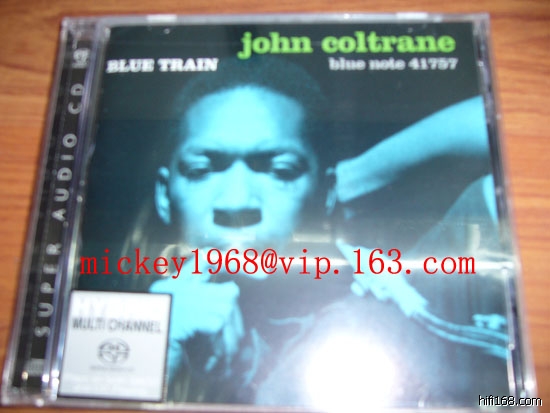 john coltrane
BLUE TRAIN
blue note 41757
SUPER AUDIO CD
mickey1968@vip.163.com
MULTI CHANNEL
hifi168.com